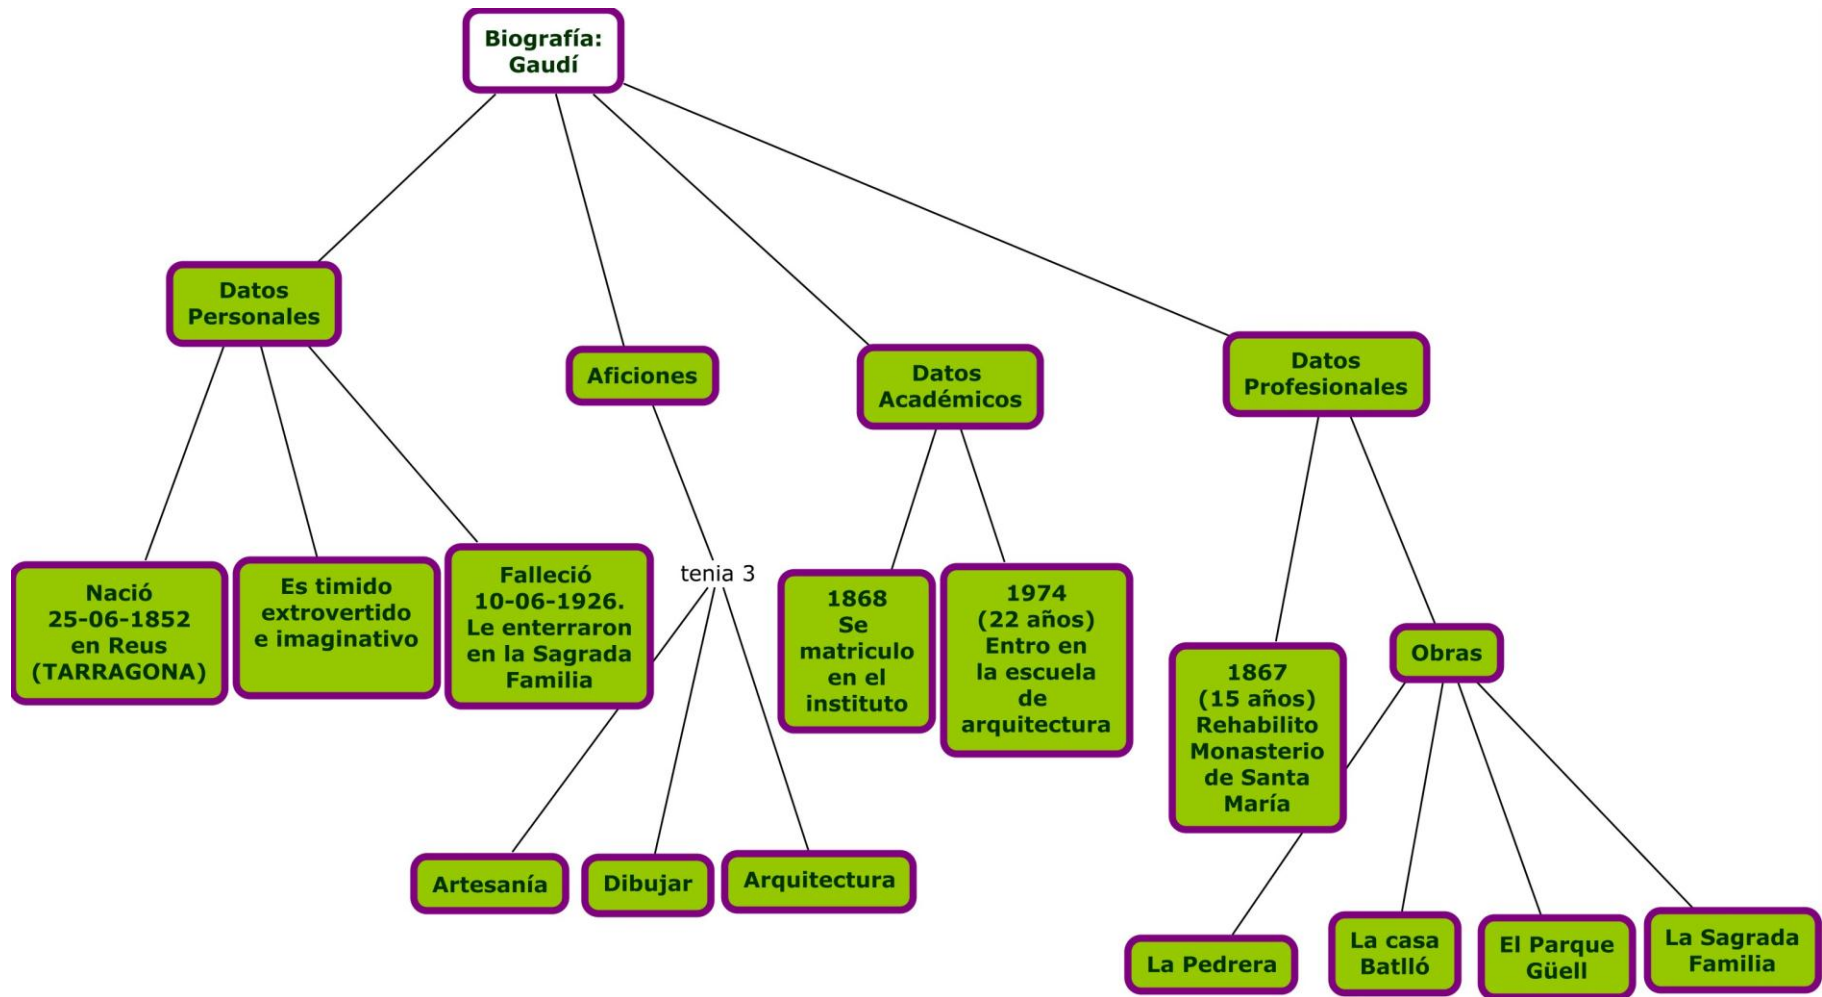 Biografía:
Gaudí
Datos
Personales
Aficiones
Datos
Académicos
Datos
Profesionales
Nació
25-06-1852
en Reus
(TARRAGONA)
Es timido
extrovertido
e imaginativo
Falleció
10-06-1926.
Le enterraron
en la Sagrada
Familia
tenia 3
1868
Se
matriculo
en el
instituto
1974
(22 años)
Entro en
la escuela
de
arquitectura
1867
(15 años)
Rehabilito
Monasterio
de Santa
María
Obras
Artesanía
Dibujar
Arquitectura
La Pedrera
La casa
Batlló
El Parque
Güell
La Sagrada
Familia